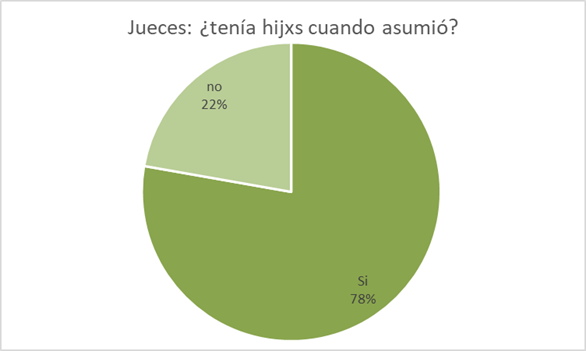 Jueces: ¿tenía hijxs cuando asumió?
no
22%
Si
78%